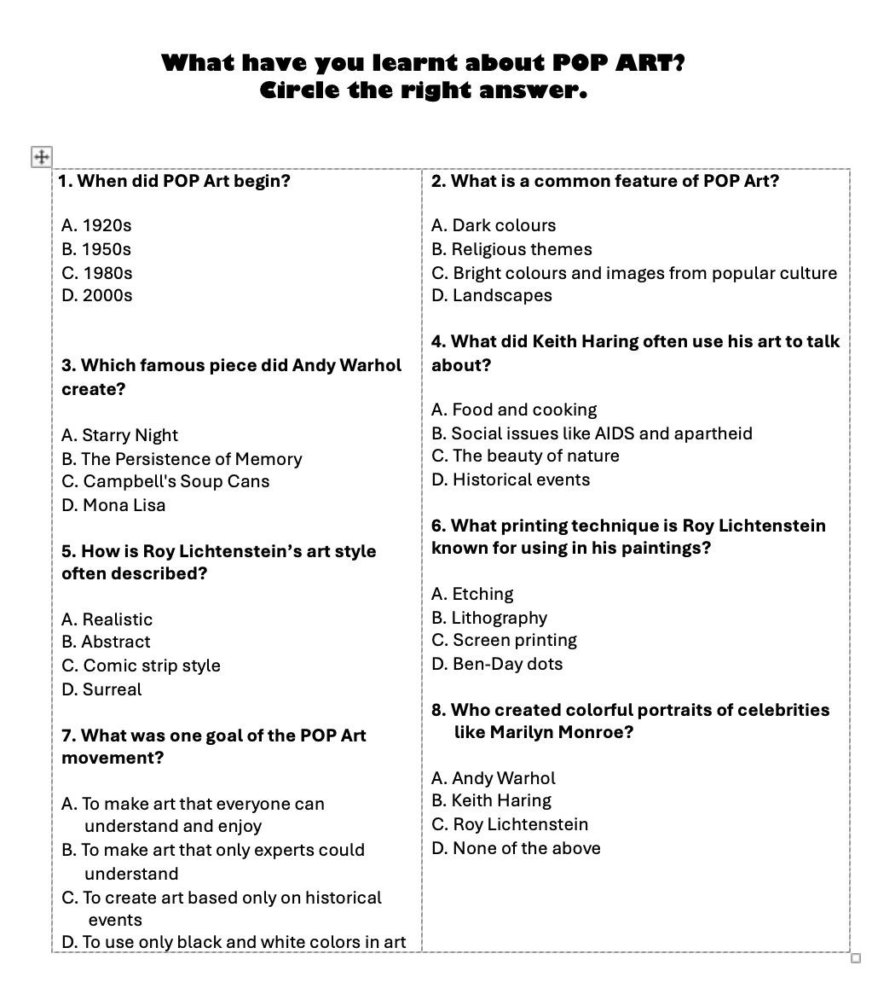 What have you learnt about POP ART?
Circle the right answer.
1. When did POP Art begin?
A. 1920s
B. 1950s
C. 1980s
D. 2000s
2. What is a common feature of POP Art?
A. Dark colours
B. Religious themes
C. Bright colours and images from popular culture
D. Landscapes
3. Which famous piece did Andy Warhol
create?
A. Starry Night
B. The Persistence of Memory
C. Campbell's Soup Cans
D. Mona Lisa
4. What did Keith Haring often use his art to talk
about?
A. Food and cooking
B. Social issues like AIDS and apartheid
C. The beauty of nature
D. Historical events
5. How is Roy Lichtenstein’s art style
often described?
A. Realistic
B. Abstract
C. Comic strip style
D. Surreal
6. What printing technique is Roy Lichtenstein
known for using in his paintings?
A. Etching
B. Lithography
C. Screen printing
D. Ben-Day dots
7. What was one goal of the POP Art
movement?
A. To make art that everyone can
understand and enjoy
B. To make art that only experts could
understand
C. To create art based only on historical
events
D. To use only black and white colors in art
8. Who created colorful portraits of celebrities
like Marilyn Monroe?
A. Andy Warhol
B. Keith Haring
C. Roy Lichtenstein
D. None of the above